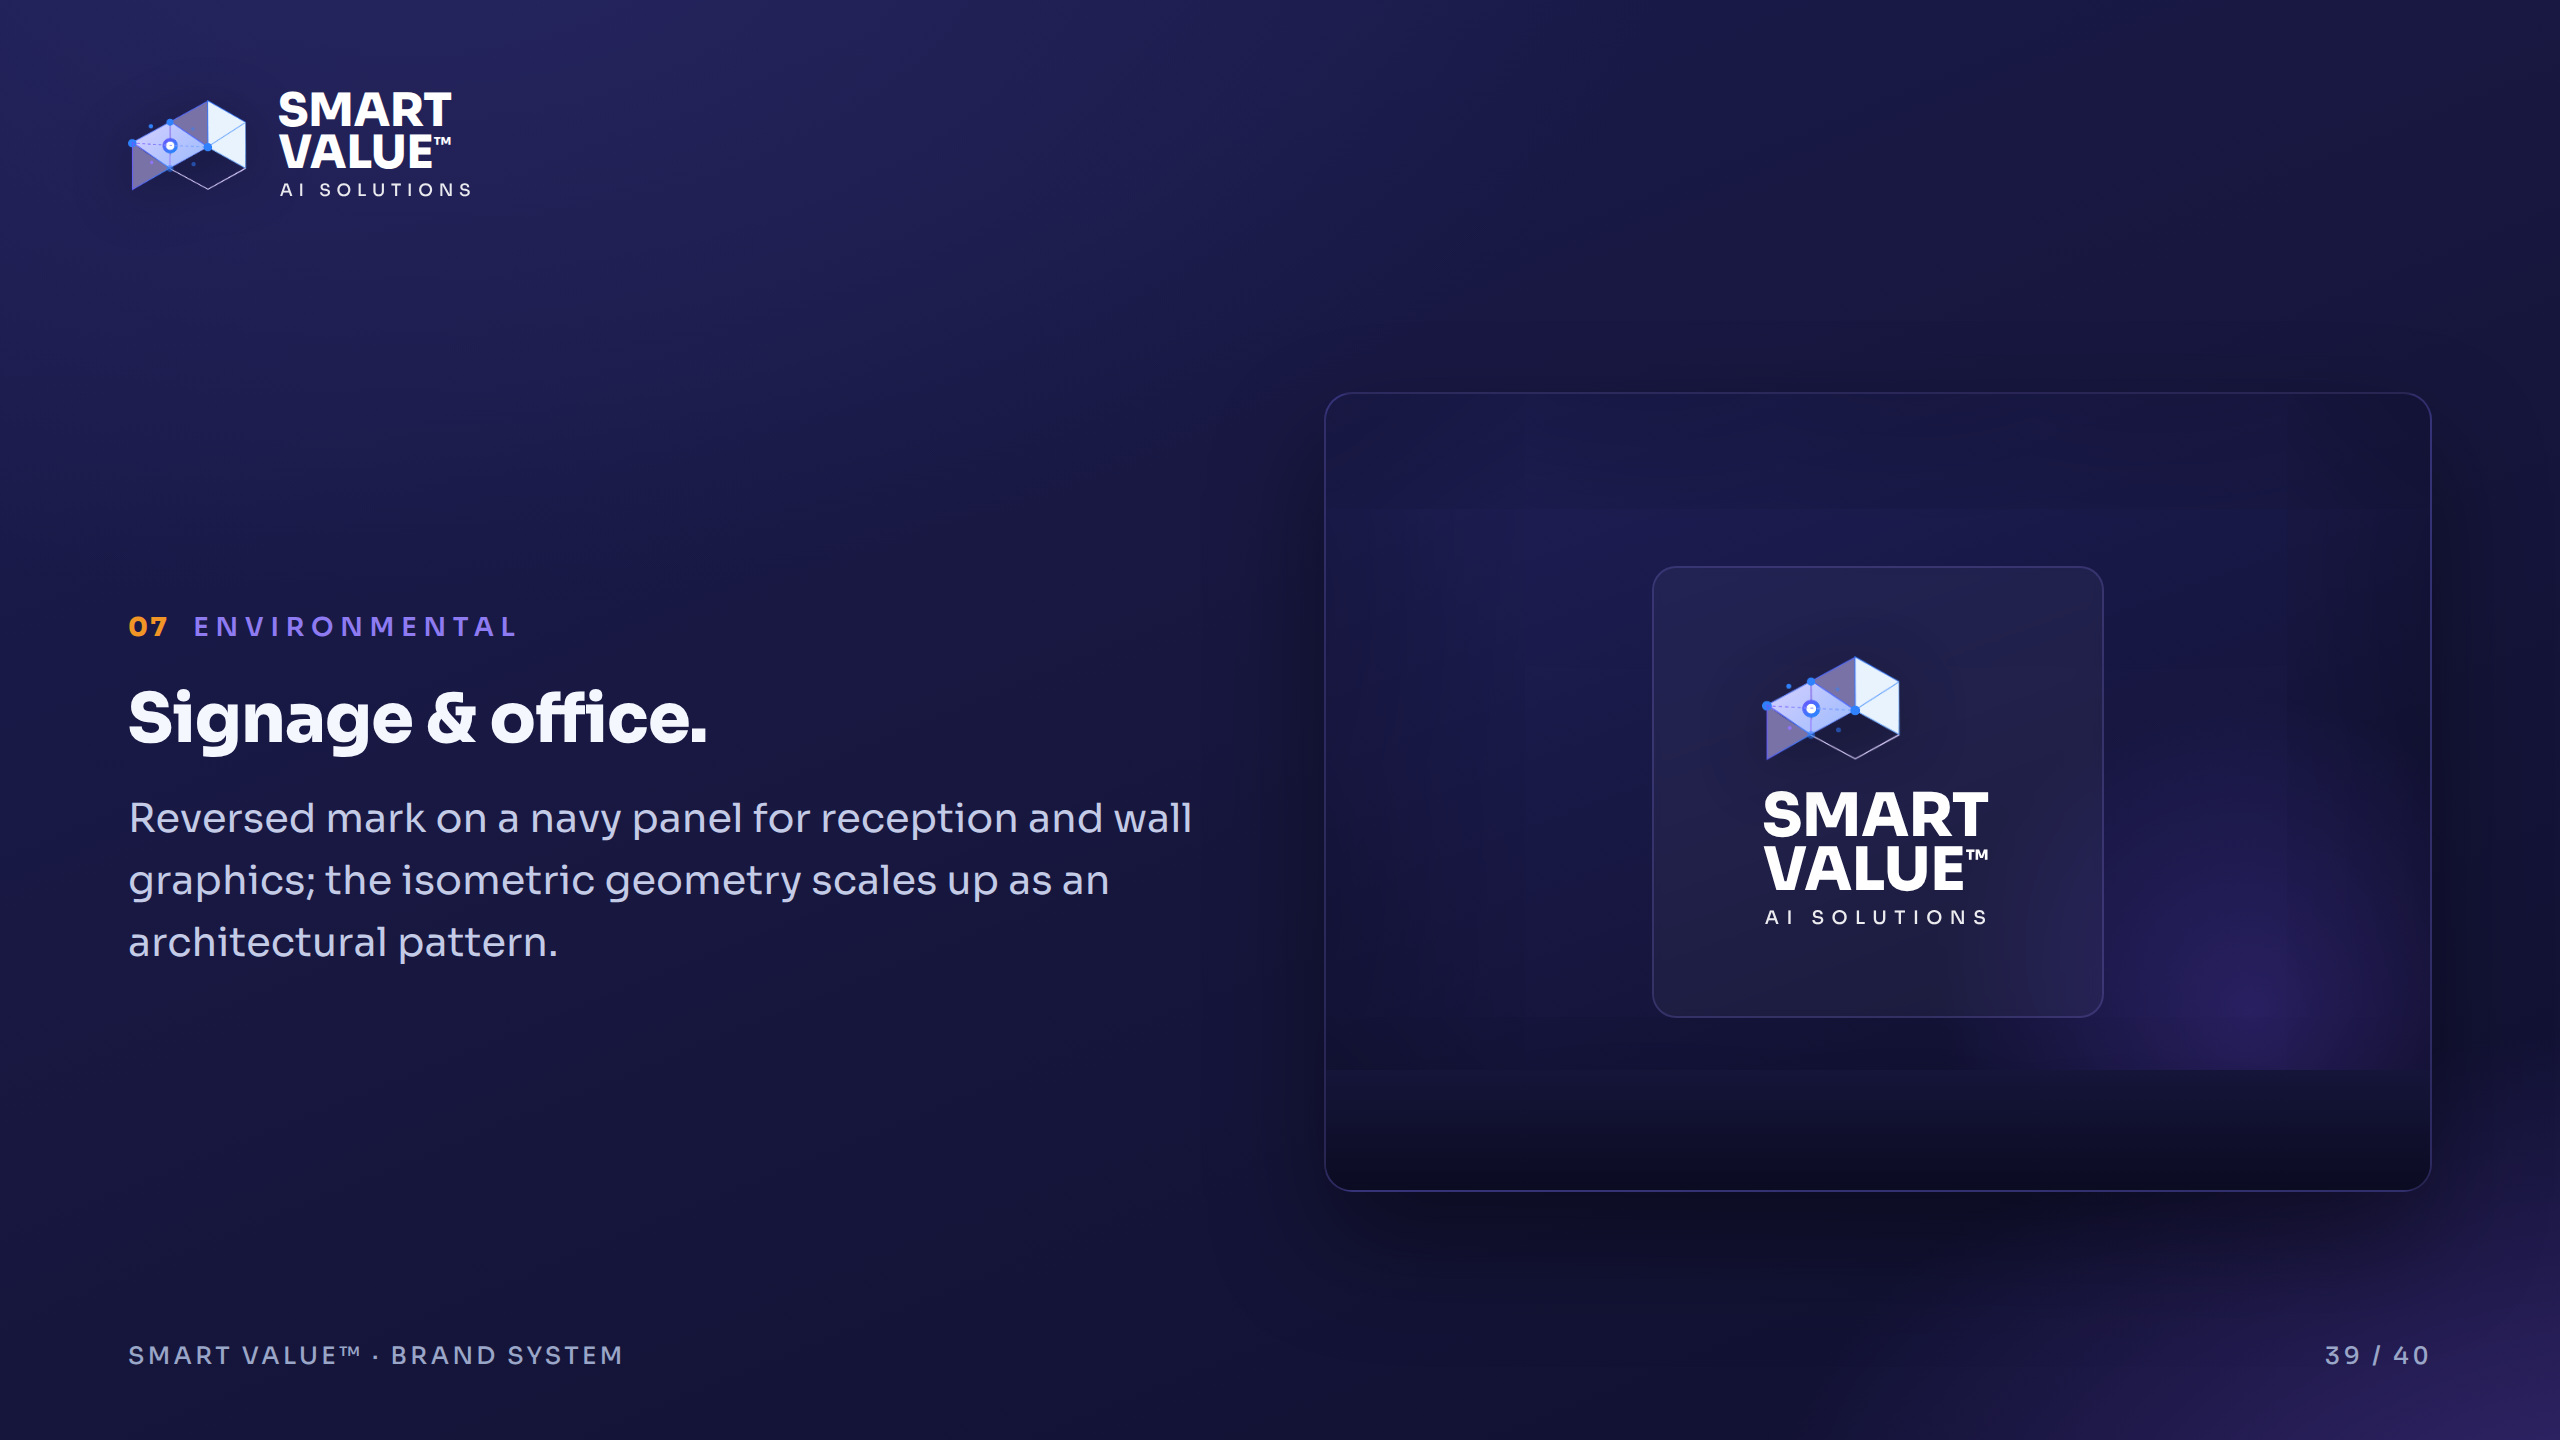 SMART
VALUE™
AI SOLUTIONS
07 ENVIRONMENTAL
Signage & office.
Reversed mark on a navy panel for reception and wall
graphics; the isometric geometry scales up as an
architectural pattern.
SMART
VALUE™
AI SOLUTIONS
SMART VALUE™ · BRAND SYSTEM
39 / 40